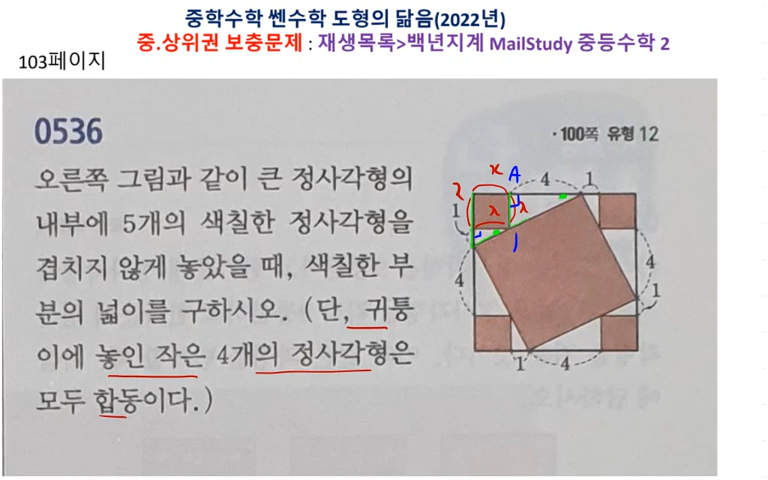 중학수학 쎈수학 도형의 닮음(2022년)
중.상위권 보충문제 : 재생목록>백년지계 MailStudy 중등수학 2
103페이지
0536
·100쪽 유형 12
오른쪽 그림과 같이 큰 정사각형의
내부에 5개의 색칠한 정사각형을
겹치지 않게 놓았을 때, 색칠한 부
분의 넓이를 구하시오. (단, 귀퉁
이에 놓인 작은 4개의 정사각형은
모두 합동이다.)
x A 4 1
1 x x
4 4
1
1 4